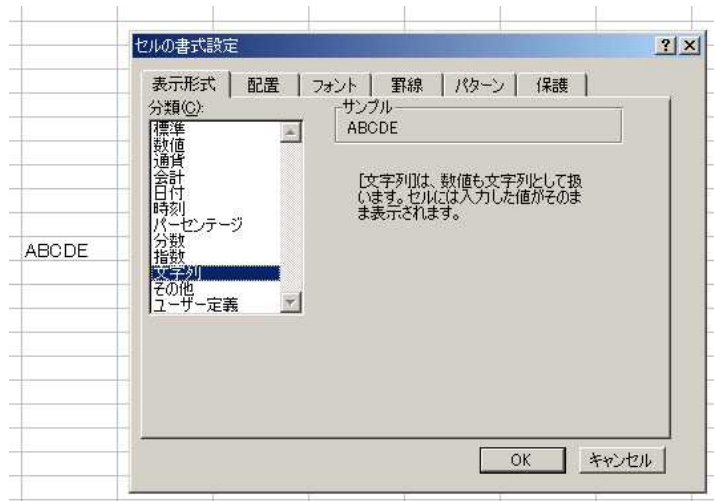 セルの書式設定
表示形式 配置 フォント 罫線 パターン 保護
分類(C):
標準
数値
通貨
会計
日付
時刻
パーセンテージ
分数
指数
文字列
その他
ユーザー定義
サンプル
ABCDE
[文字列]は、数値も文字列として扱
います。セルには入力した値がそのま
ま表示されます。
ABCDE
OK キャンセル